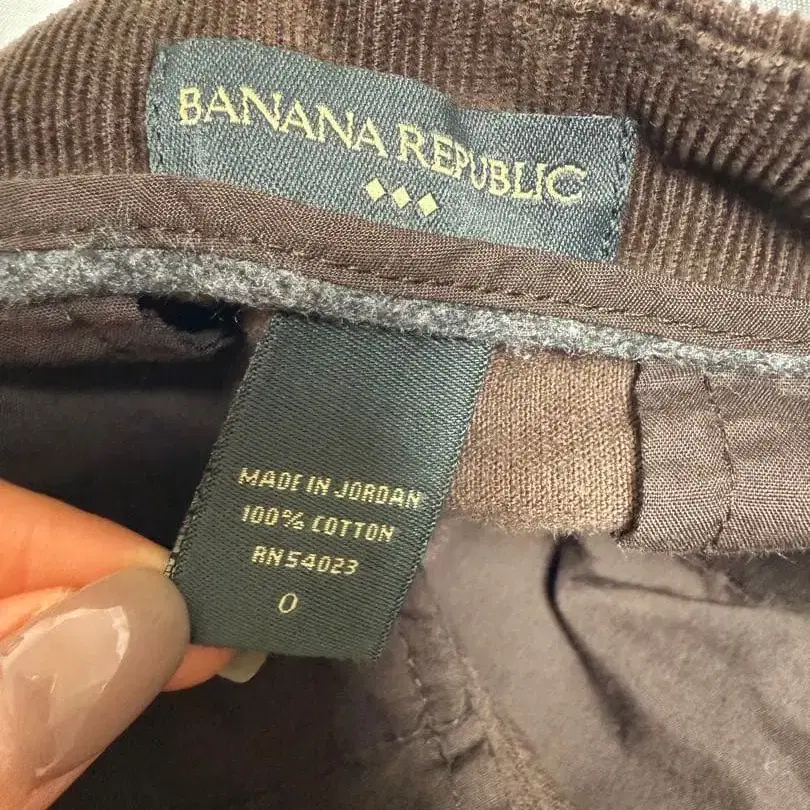 BANANA REPUBLIC
MADE IN JORDAN
100% COTTON
RN54023
0